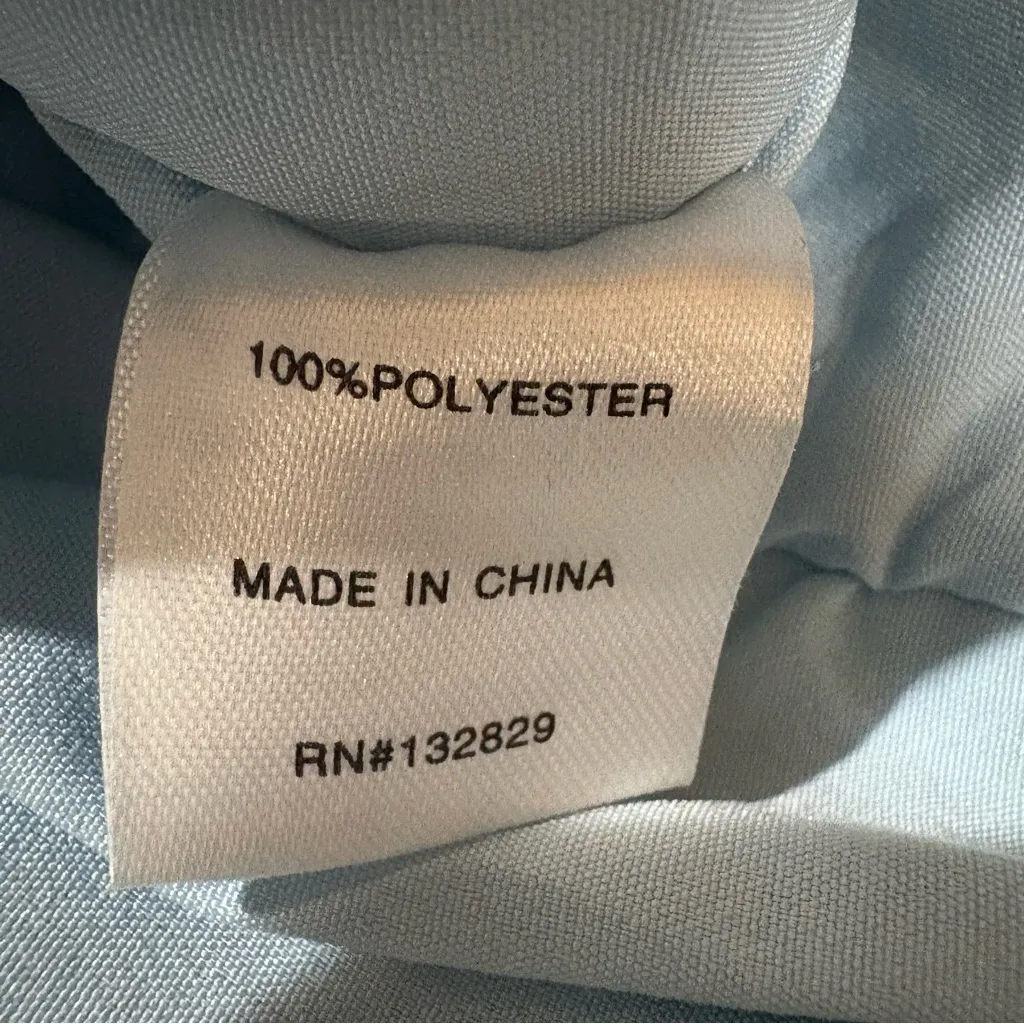 100%POLYESTER
MADE IN CHINA
RN#132829